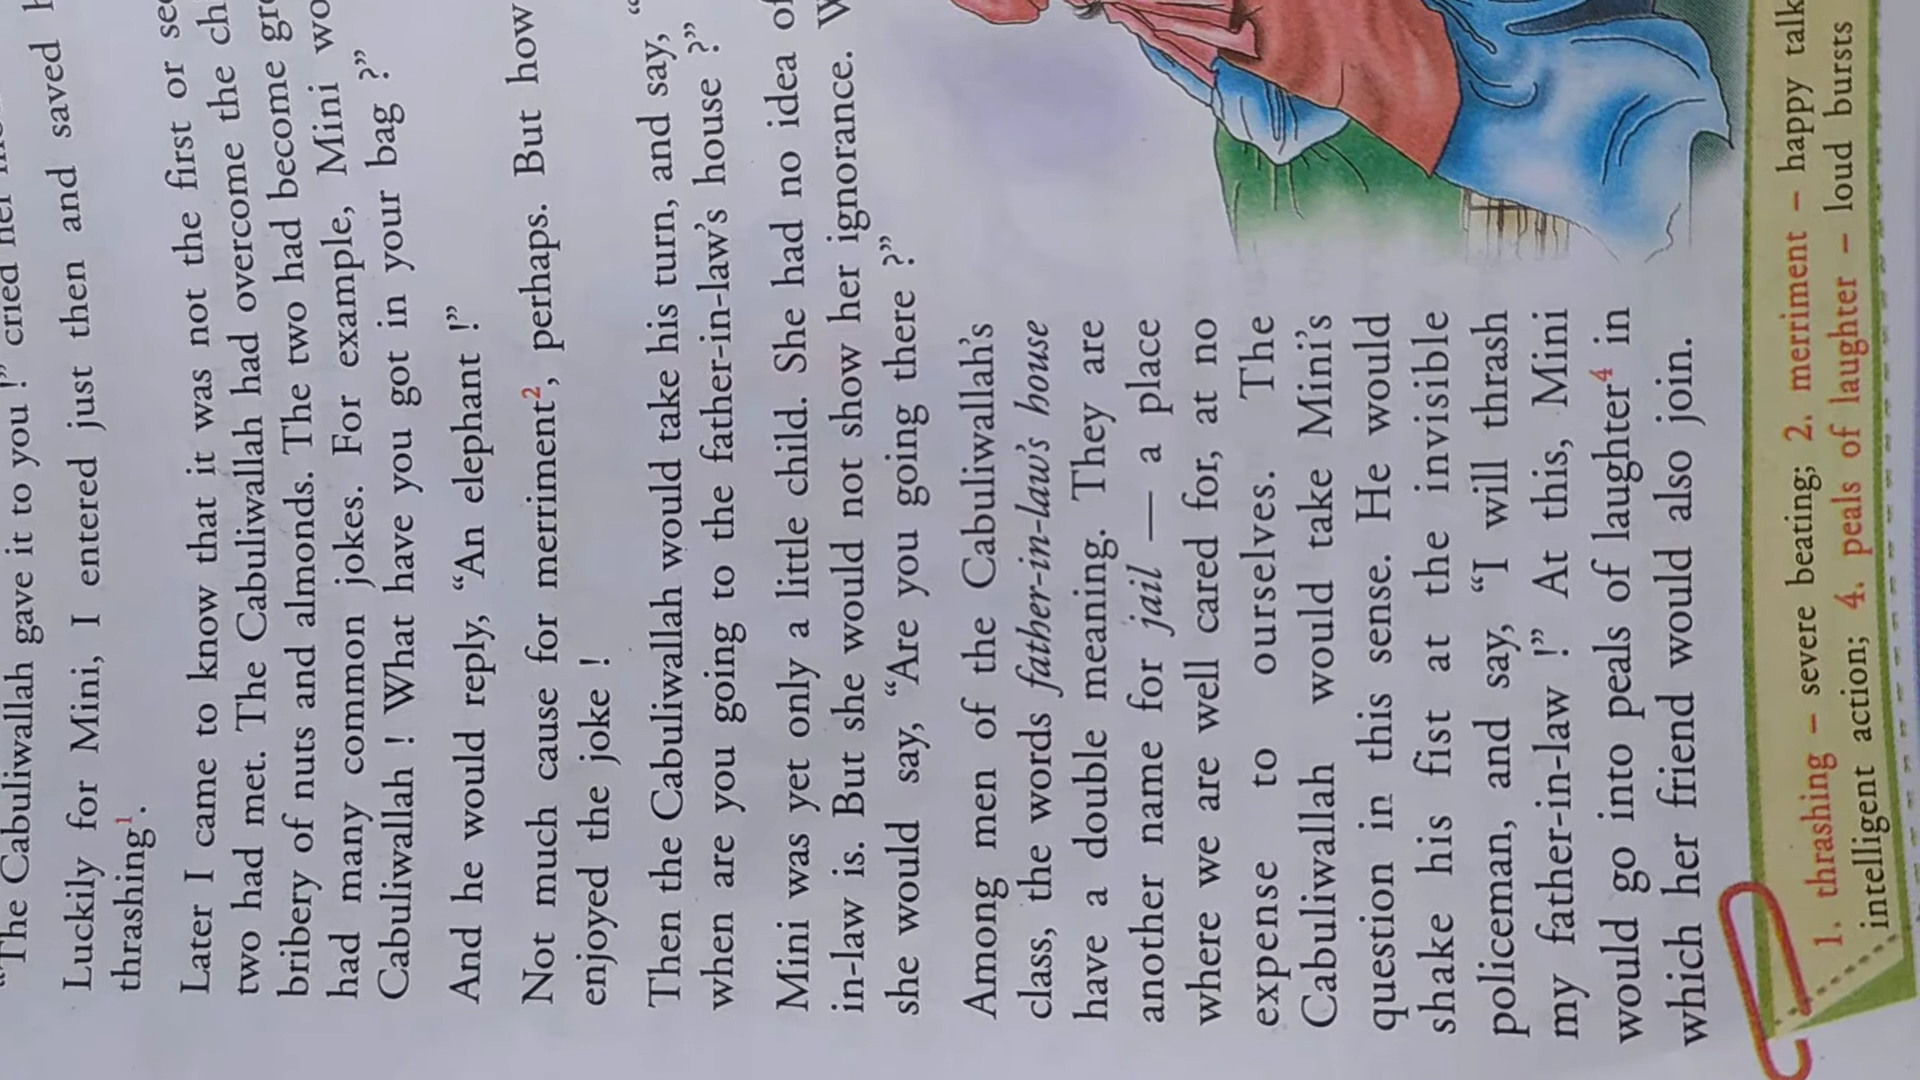 "The Cabuliwallah gave it to you !" cried her
Luckily for Mini, I entered just then and saved
thrashing1.
Later I came to know that it was not the first or
two had met. The Cabuliwallah had overcome the
bribery of nuts and almonds. The two had become
had many common jokes. For example, Mini
Cabuliwallah ! What have you got in your bag ?"
And he would reply, "An elephant !"
Not much cause for merriment2, perhaps. But how
enjoyed the joke !
Then the Cabuliwallah would take his turn, and say, "
when are you going to the father-in-law's house ?"
Mini was yet only a little child. She had no idea of
in-law is. But she would not show her ignorance.
she would say, "Are you going there ?"
Among men of the Cabuliwallah's
class, the words father-in-law's house
have a double meaning. They are
another name for jail — a place
where we are well cared for, at no
expense to ourselves. The
Cabuliwallah would take Mini's
question in this sense. He would
shake his fist at the invisible
policeman, and say, "I will thrash
my father-in-law !" At this, Mini
would go into peals of laughter4 in
which her friend would also join.
1. thrashing – severe beating; 2. merriment – happy talk
intelligent action; 4. peals of laughter – loud bursts